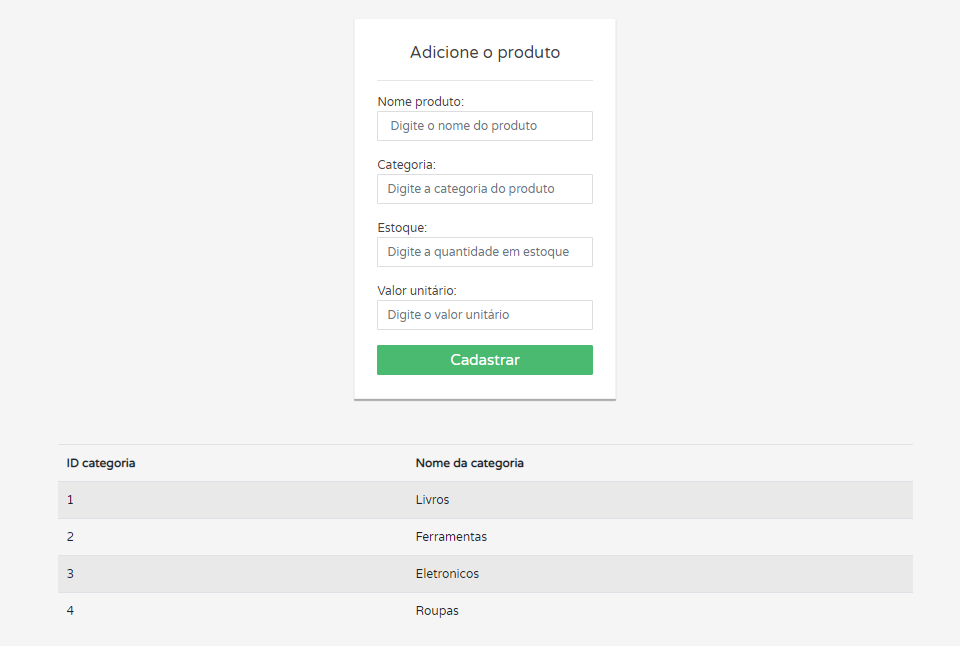 Adicione o produto
Nome produto:
Digite o nome do produto
Categoria:
Digite a categoria do produto
Estoque:
Digite a quantidade em estoque
Valor unitário:
Digite o valor unitário
Cadastrar
ID categoria Nome da categoria
1 Livros
2 Ferramentas
3 Eletronicos
4 Roupas